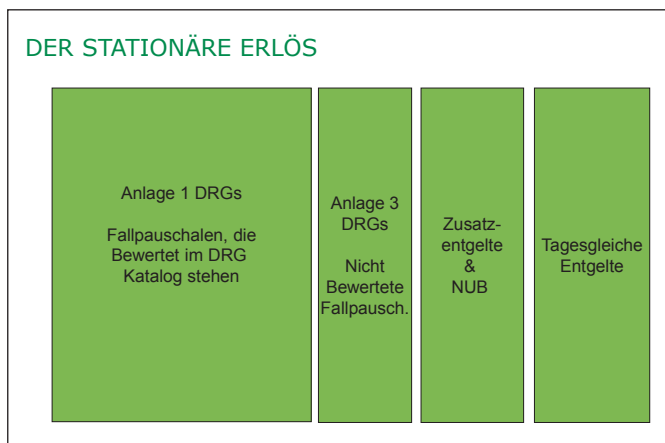 DER STATIONÄRE ERLÖS
Anlage 1 DRGs
Fallpauschalen, die
Bewertet im DRG
Katalog stehen
Anlage 3
DRGs
Nicht
Bewertete
Fallpausch.
Zusatz-
entgelte
&
NUB
Tagesgleiche
Entgelte